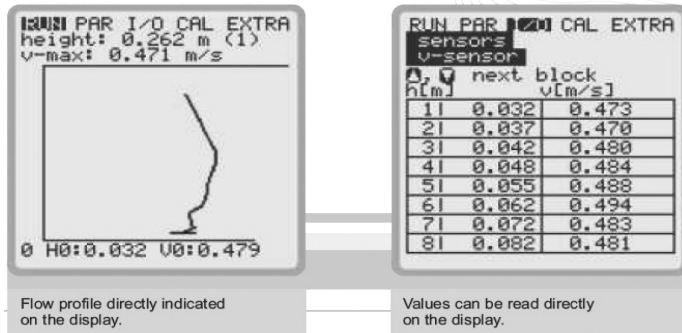 RUN PAR I/O CAL EXTRA
height: 0.262 m (1)
v-max: 0.471 m/s
0 H0:0.032 V0:0.479
Flow profile directly indicated
on the display.
RUN PAR I/O CAL EXTRA
sensors
v-sensor
, next block
h[m] v[m/s]
1| 0.032 0.473
2| 0.037 0.470
3| 0.042 0.480
4| 0.048 0.484
5| 0.055 0.488
6| 0.062 0.494
7| 0.072 0.483
8| 0.082 0.481
Values can be read directly
on the display.